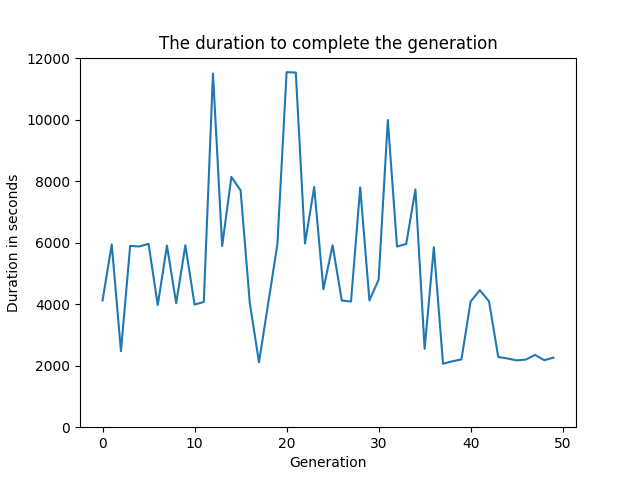 The duration to complete the generation
12000
10000
8000
6000
4000
2000
0
Duration in seconds
0 10 20 30 40 50
Generation